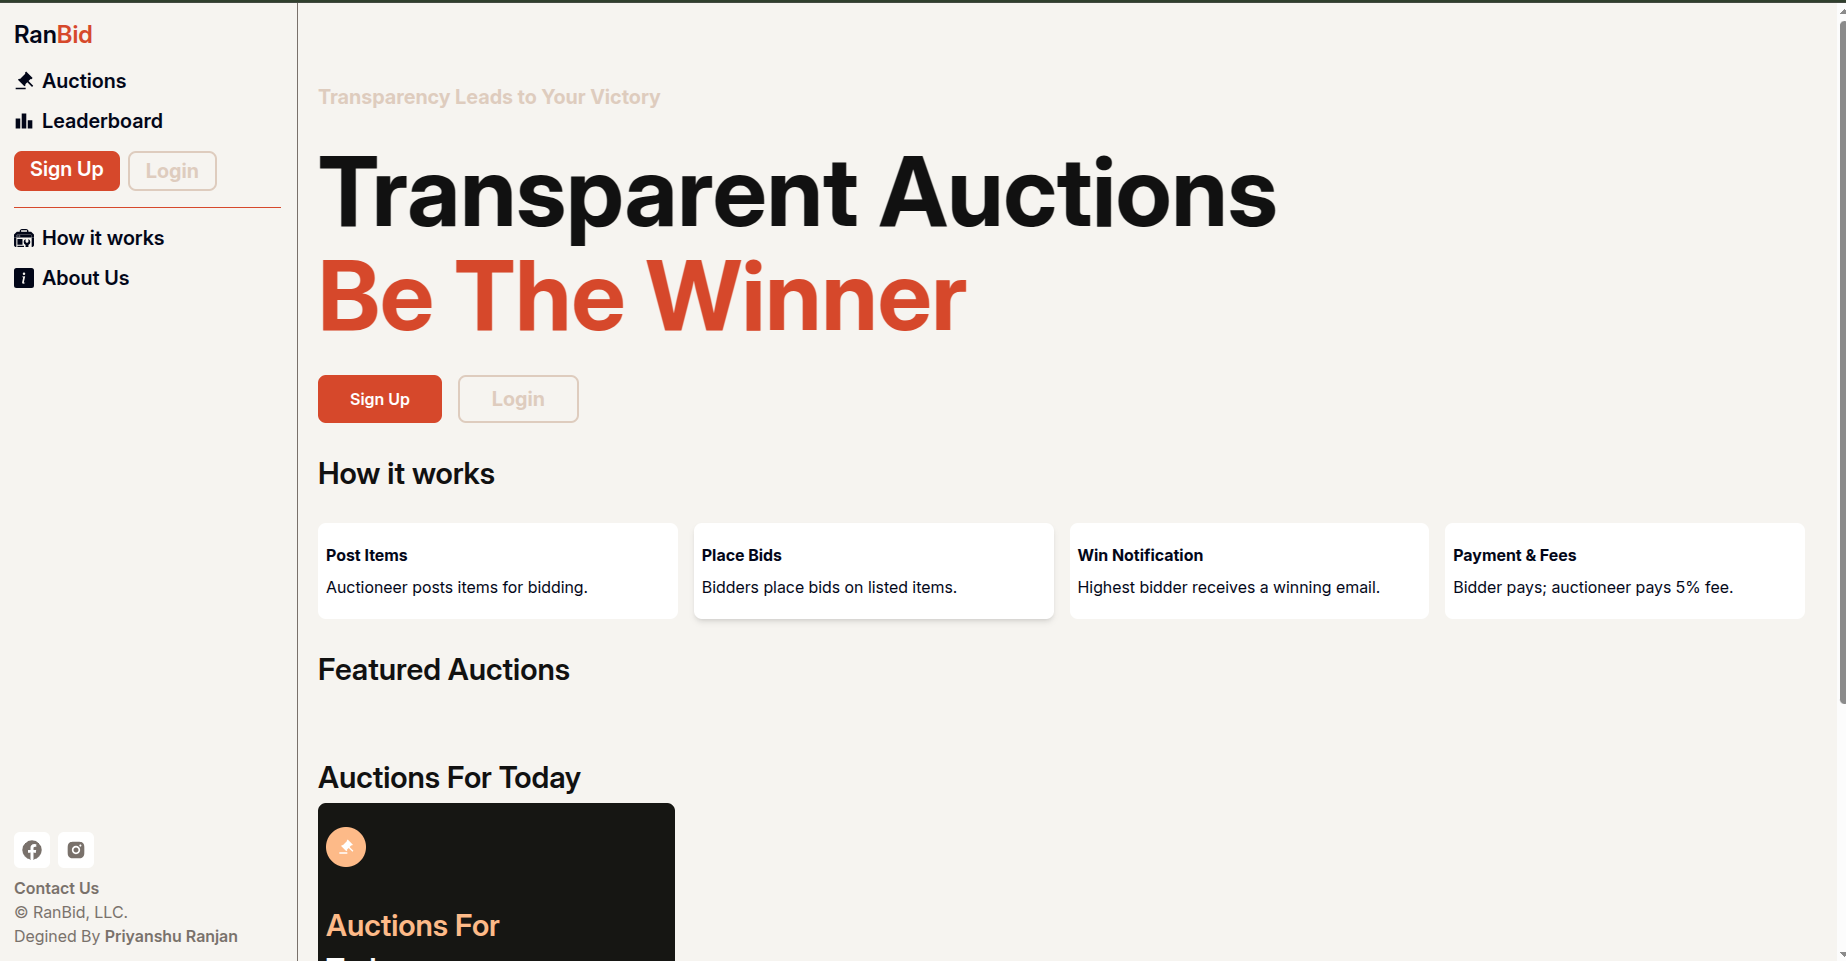 RanBid
Auctions
Leaderboard
Sign Up
Login
How it works
About Us
Contact Us
© RanBid, LLC.
Degined By Priyanshu Ranjan
Transparency Leads to Your Victory
Transparent Auctions
Be The Winner
Sign Up
Login
How it works
Post Items
Auctioneer posts items for bidding.
Place Bids
Bidders place bids on listed items.
Win Notification
Highest bidder receives a winning email.
Payment & Fees
Bidder pays; auctioneer pays 5% fee.
Featured Auctions
Auctions For Today
Auctions For